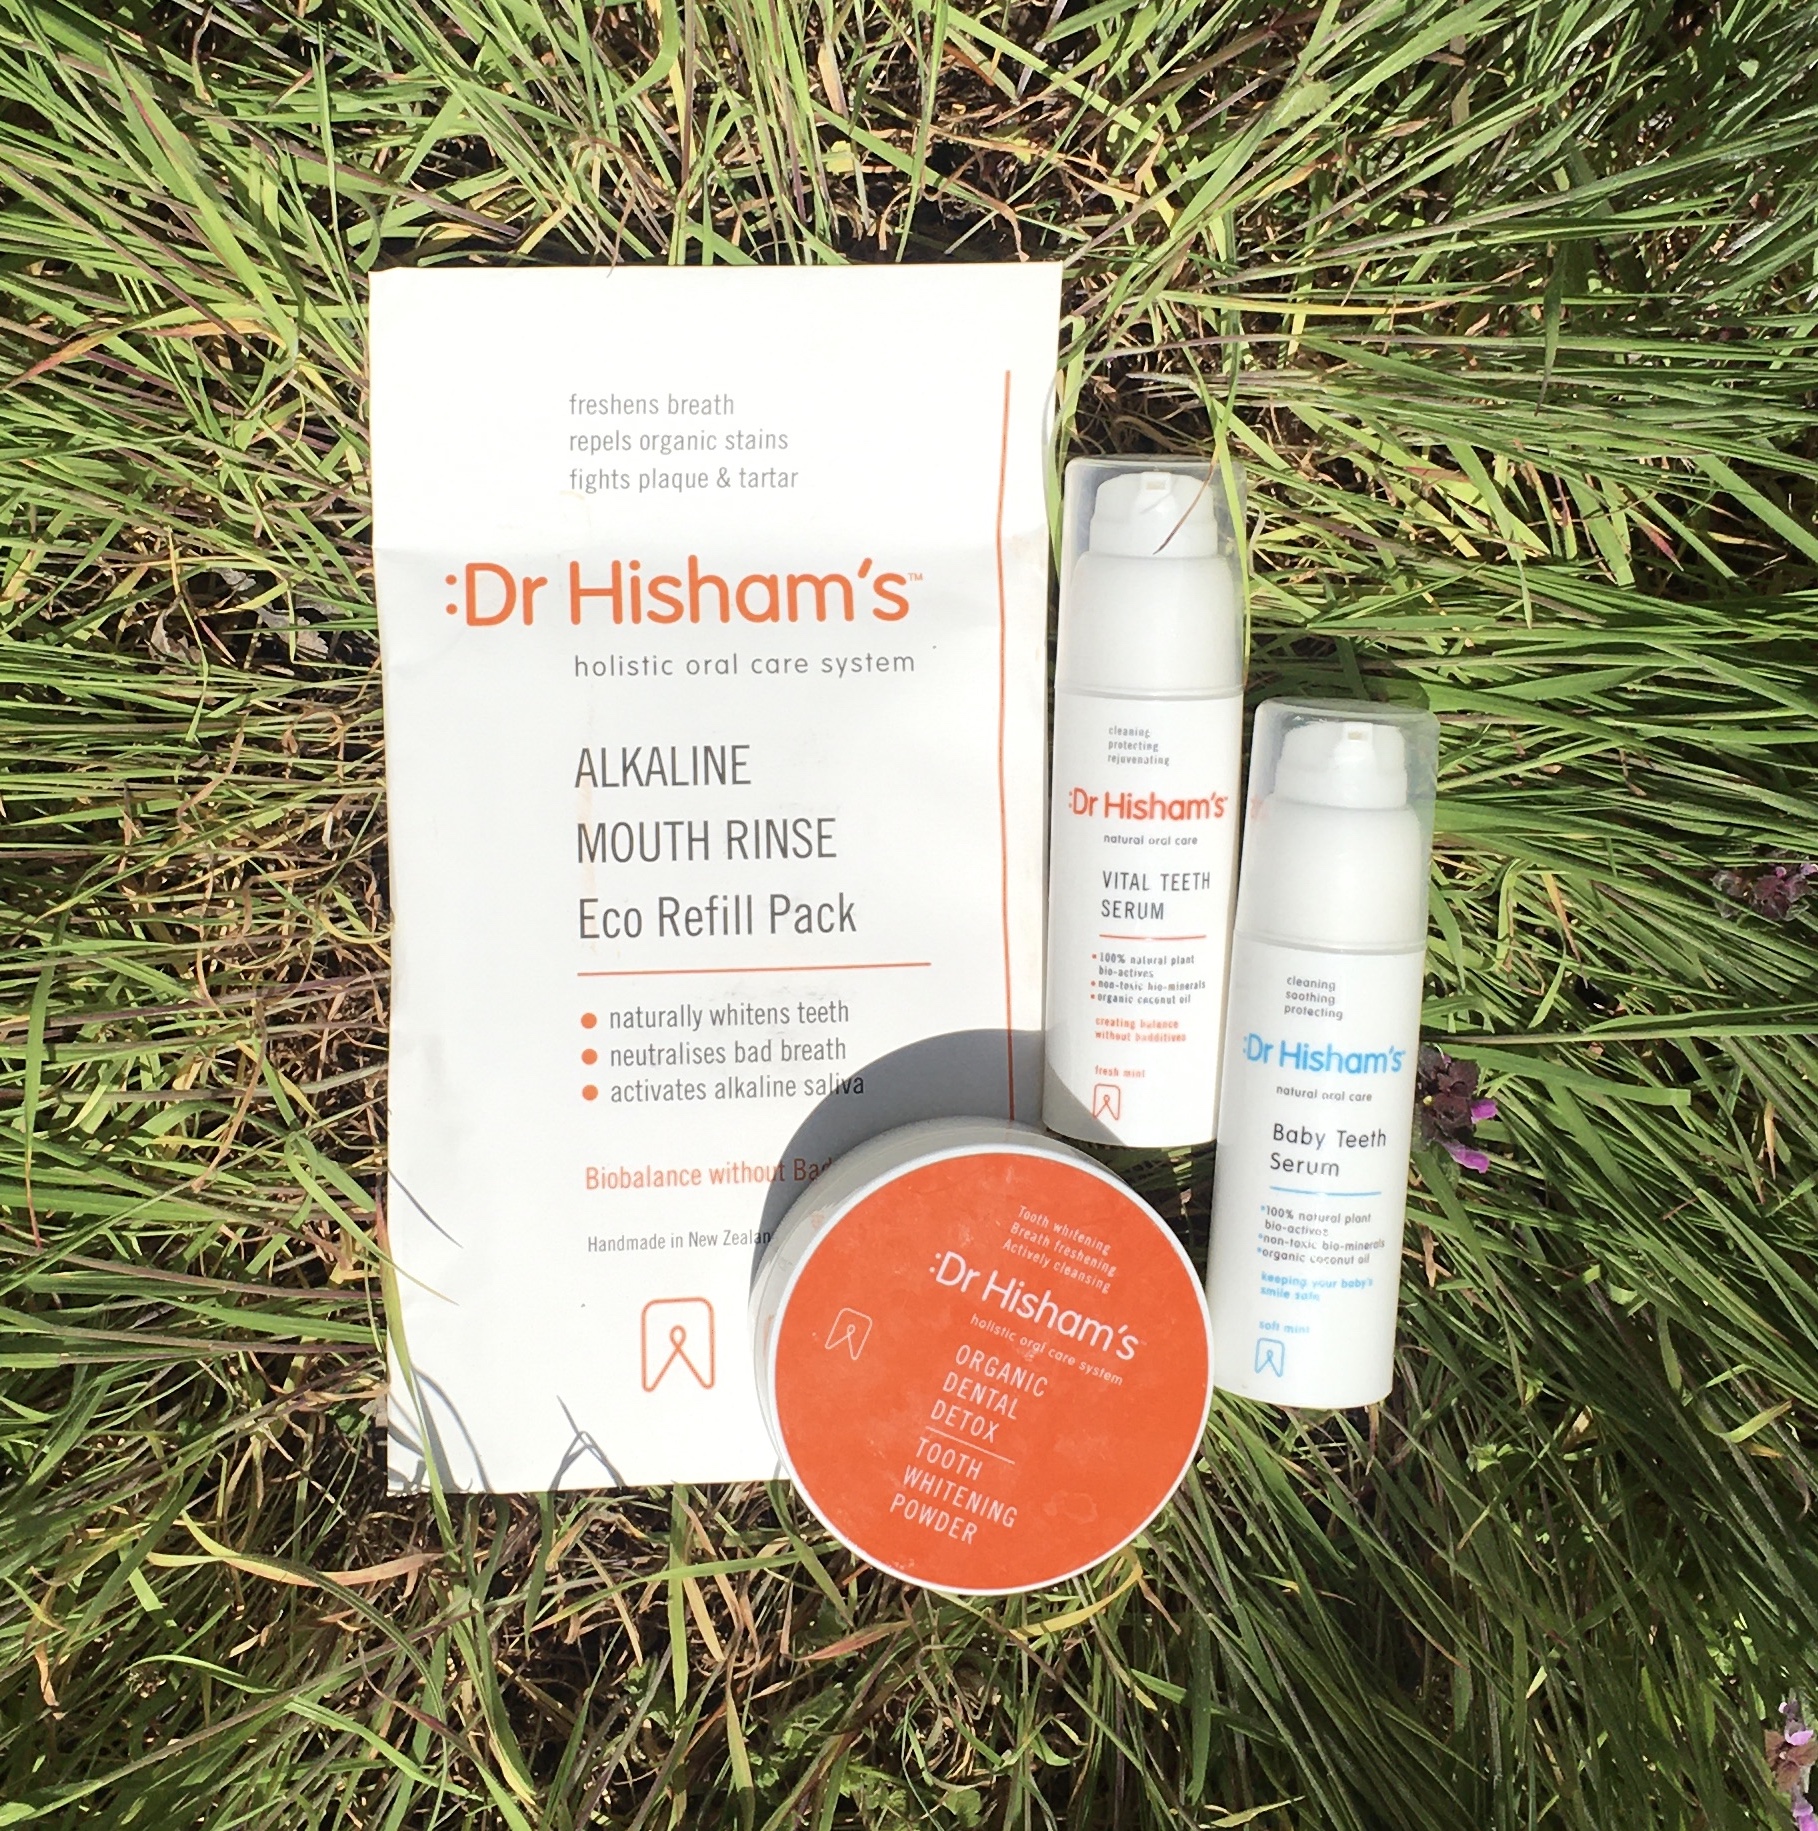 freshens breath
repels organic stains
fights plaque & tartar
:Dr Hisham's™
holistic oral care system
ALKALINE
MOUTH RINSE
Eco Refill Pack
naturally whitens teeth
neutralises bad breath
activates alkaline saliva
Biobalance without Bad
Handmade in New Zealan
cleaning
protecting
rejuvenating
:Dr Hisham's
natural oral care
VITAL TEETH
SERUM
100% natural plant
bio-actives
non-toxic bio-minerals
organic coconut oil
creating balance
without badditives
fresh mint
cleaning
soothing
protecting
:Dr Hisham's
natural oral care
Baby Teeth
Serum
100% natural plant
bio-actives
non-toxic bio-minerals
organic coconut oil
keeping your baby's
smile safe
soft mint
Tooth whitening
Breath freshening
Actively cleansing
:Dr Hisham's
holistic oral care system
ORGANIC
DENTAL
DETOX
TOOTH
WHITENING
POWDER